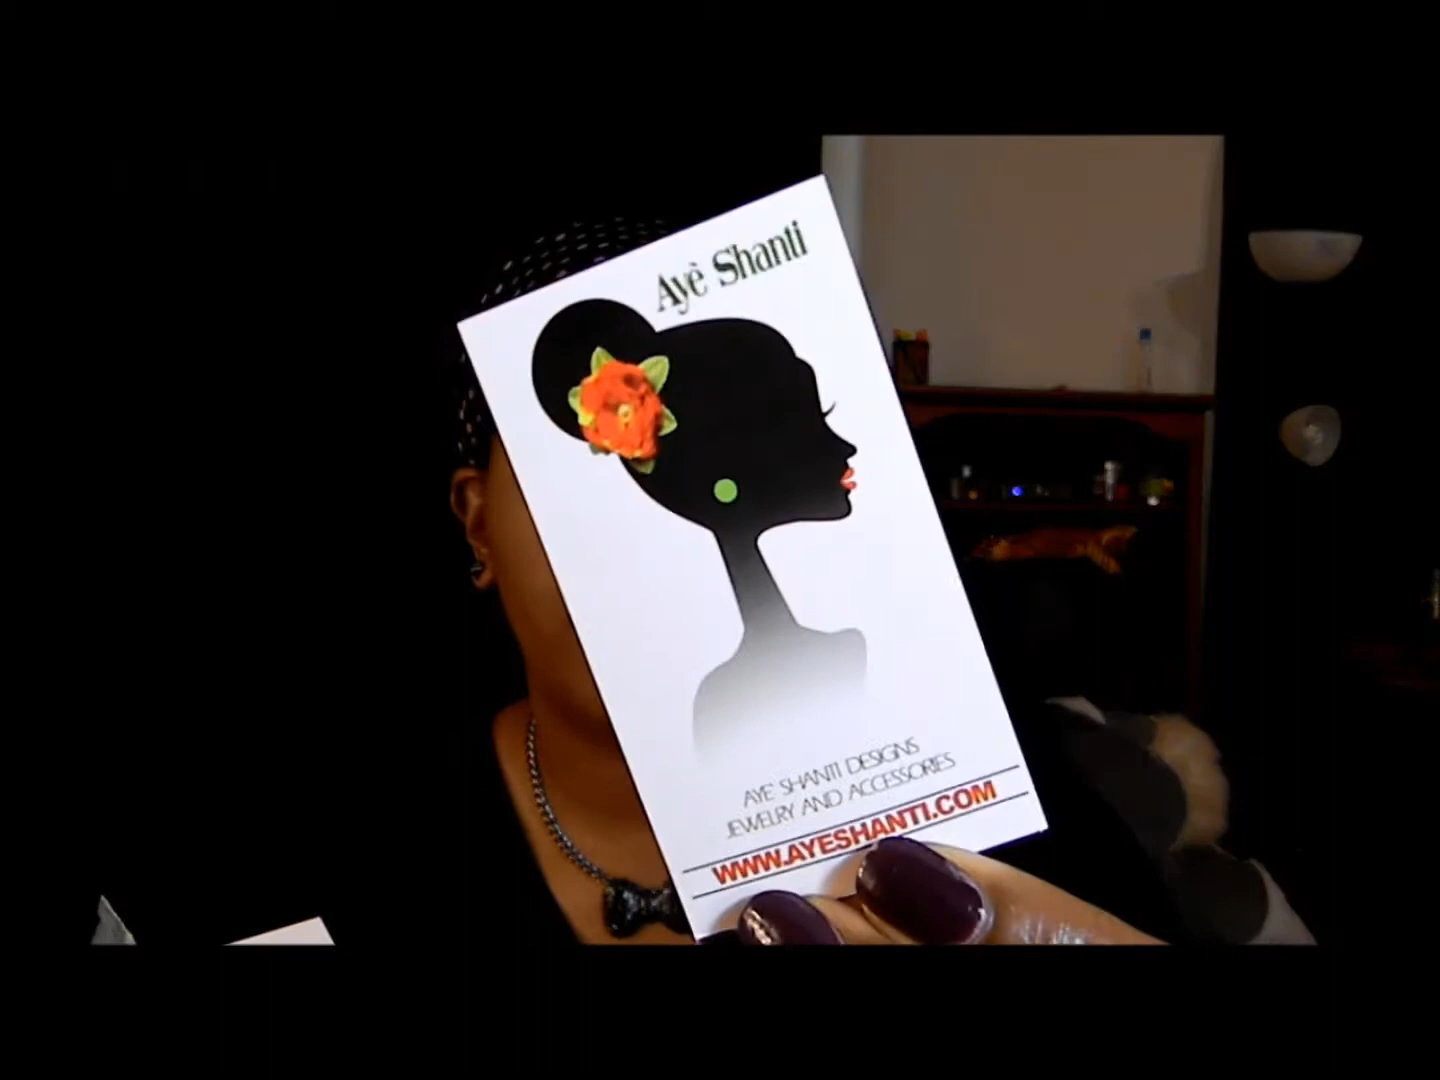 Ayè Shanti
AYE' SHANTI DESIGNS
JEWELRY AND ACCESSORIES
WWW.AYESHANTI.COM